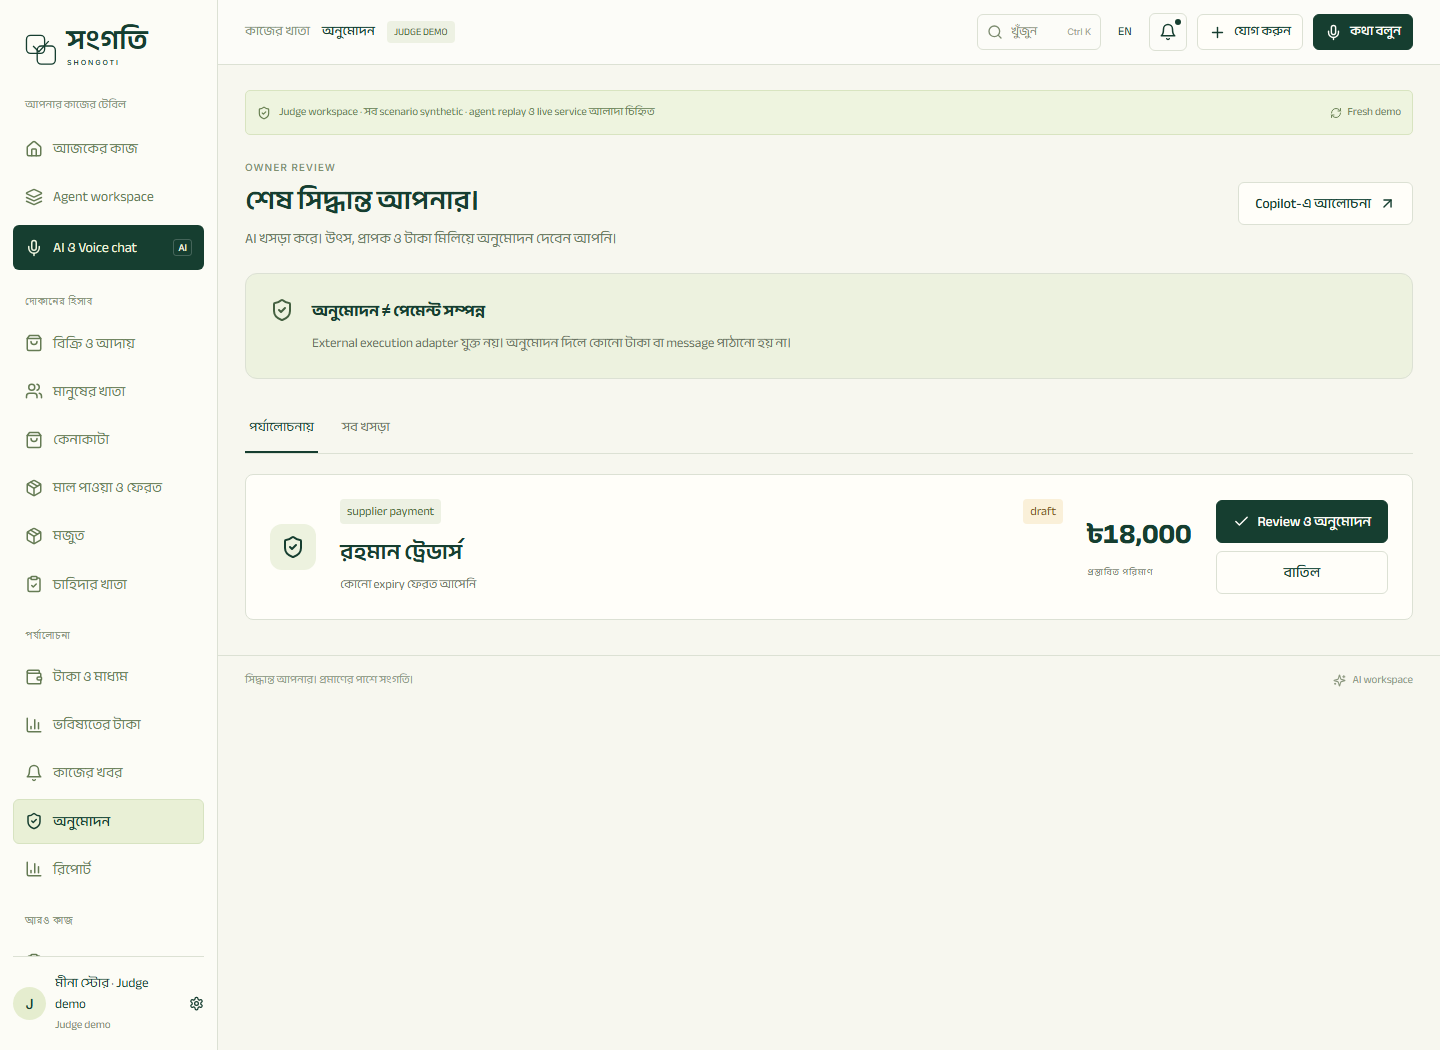 সংগতি
SHONGOTI
আপনার কাজের টেবিল
আজকের কাজ
Agent workspace
AI ও Voice chat AI
দোকানের হিসাব
বিক্রি ও আদায়
মানুষের খাতা
কেনাকাটা
মাল পাওয়া ও ফেরত
মজুত
চাহিদার খাতা
পর্যালোচনা
টাকা ও মাধ্যম
ভবিষ্যতের টাকা
কাজের খবর
অনুমোদন
রিপোর্ট
আরও কাজ
J
মীনা স্টোর · Judge
demo
Judge demo
কাজের খাতা অনুমোদন JUDGE DEMO
খুঁজুন Ctrl K EN যোগ করুন কথা বলুন
Judge workspace · সব scenario synthetic · agent replay ও live service আলাদা চিহ্নিত
Fresh demo
OWNER REVIEW
শেষ সিদ্ধান্ত আপনার।
AI খসড়া করে। উৎস, প্রাপক ও টাকা মিলিয়ে অনুমোদন দেবেন আপনি।
Copilot-এ আলোচনা
অনুমোদন ≠ পেমেন্ট সম্পন্ন
External execution adapter যুক্ত নয়। অনুমোদন দিলে কোনো টাকা বা message পাঠানো হয় না।
পর্যালোচনায় সব খসড়া
supplier payment
রহমান ট্রেডার্স
কোনো expiry ফেরত আসেনি
draft
৳18,000
প্রস্তাবিত পরিমাণ
Review ও অনুমোদন
বাতিল
সিদ্ধান্ত আপনার। প্রমাণের পাশে সংগতি।
AI workspace